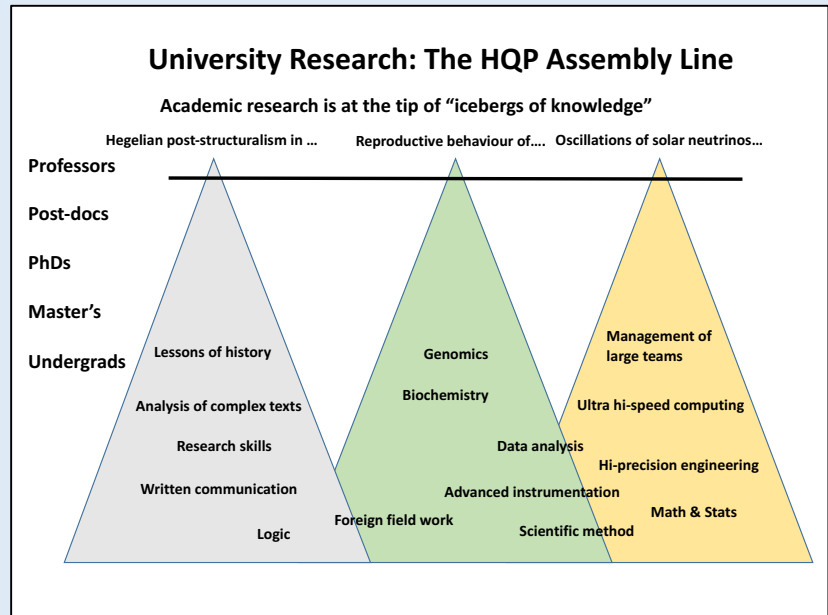 University Research: The HQP Assembly Line
Academic research is at the tip of “icebergs of knowledge”
Hegelian post-structuralism in …
Reproductive behaviour of….
Oscillations of solar neutrinos…
Professors
Post-docs
PhDs
Master’s
Undergrads
Lessons of history
Analysis of complex texts
Research skills
Written communication
Logic
Genomics
Biochemistry
Data analysis
Advanced instrumentation
Foreign field work
Scientific method
Management of
large teams
Ultra hi-speed computing
Hi-precision engineering
Math & Stats